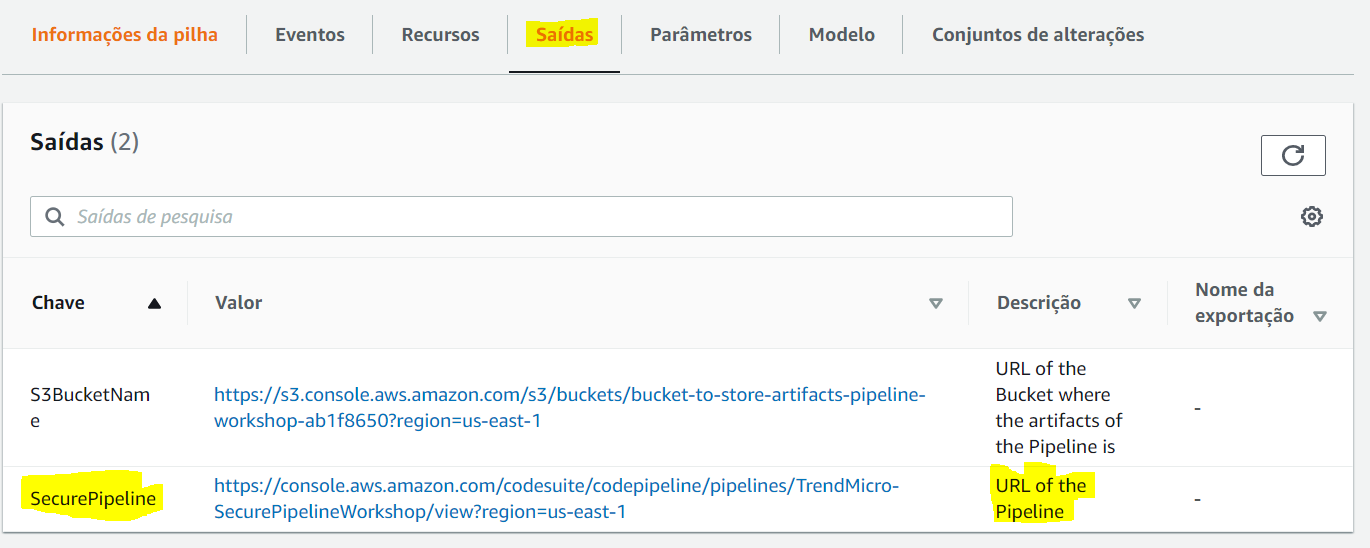 Informações da pilha Eventos Recursos Saídas Parâmetros Modelo Conjuntos de alterações
Saídas (2)
Saídas de pesquisa
Chave Valor Descrição Nome da
exportação
S3BucketNam
e
https://s3.console.aws.amazon.com/s3/buckets/bucket-to-store-artifacts-pipeline-
workshop-ab1f8650?region=us-east-1
URL of the
Bucket where
the artifacts of
the Pipeline is
-
SecurePipeline
https://console.aws.amazon.com/codesuite/codepipeline/pipelines/TrendMicro-
SecurePipelineWorkshop/view?region=us-east-1
URL of the
Pipeline
-